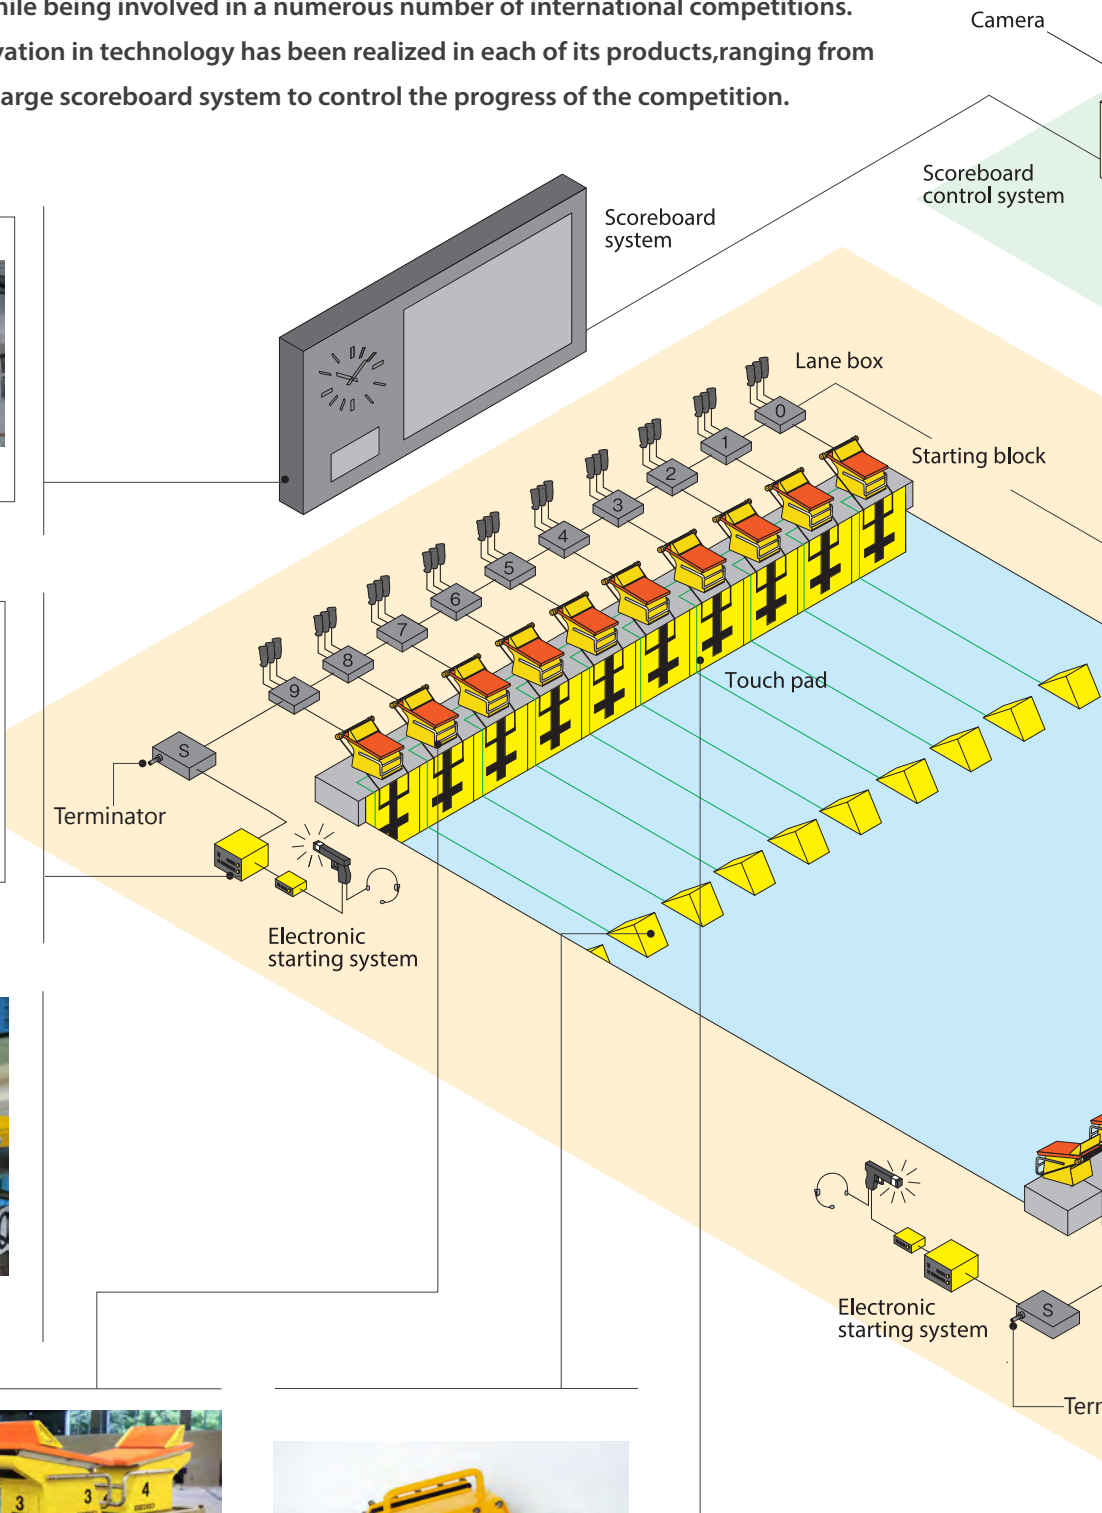 hile being involved in a numerous number of international competitions.
vation in technology has been realized in each of its products,ranging from
arge scoreboard system to control the progress of the competition.
Camera
Scoreboard
control system
Scoreboard
system
Lane box
Starting block
0
1
2
3
4
5
6
7
8
9
S
Touch pad
Terminator
Electronic
starting system
Electronic
starting system
S
Term
3
3
4
SEIKO